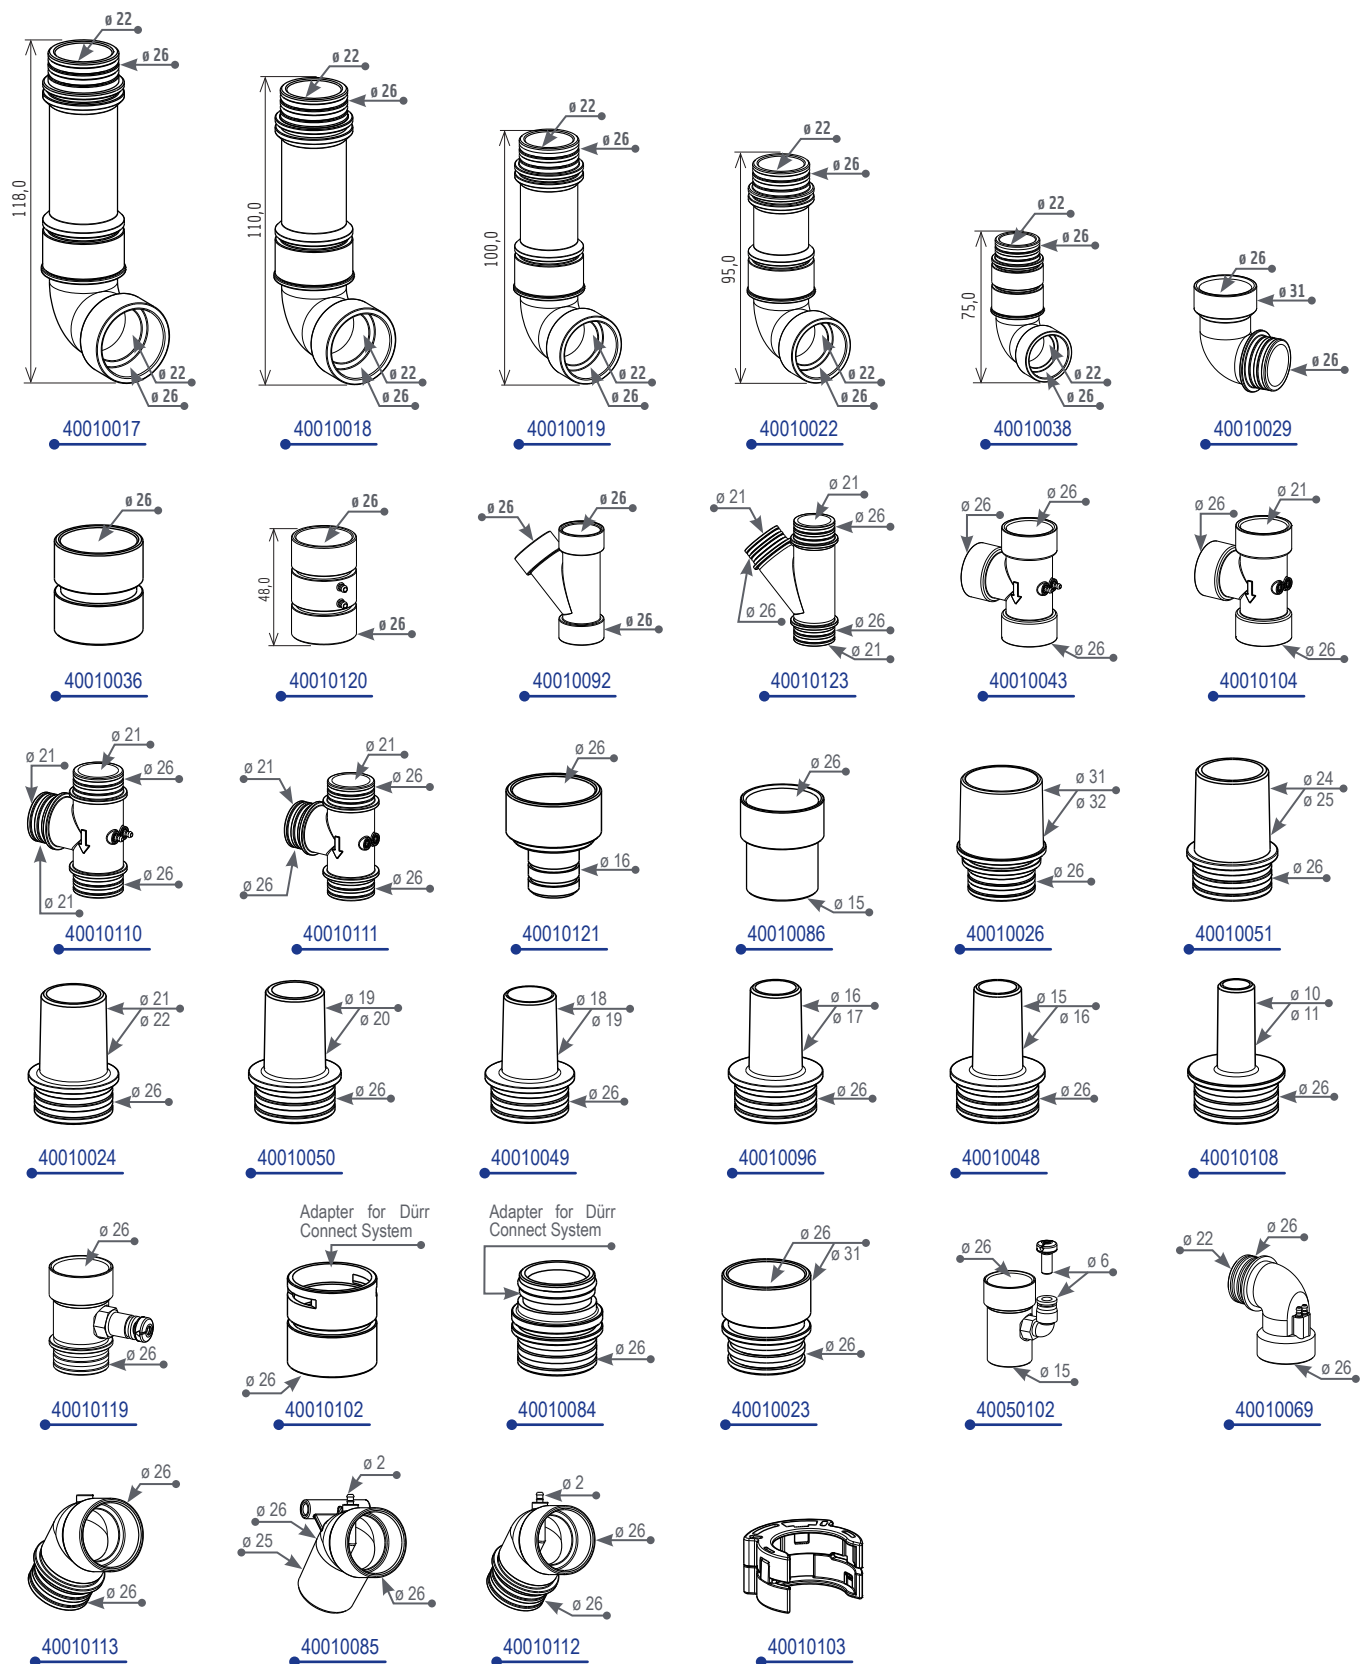 ø 22
ø 26
118,0
ø 22
ø 26
40010017
ø 22
ø 26
110,0
ø 22
ø 26
40010018
ø 22
ø 26
100,0
ø 22
ø 26
40010019
ø 22
ø 26
95,0
ø 22
ø 26
40010022
ø 22
ø 26
75,0
ø 22
ø 26
40010038
ø 26
ø 31
ø 26
40010029
ø 26
40010036
ø 26
48,0
ø 26
40010120
ø 26
ø 26
ø 26
40010092
ø 21
ø 21
ø 26
ø 26
ø 26
ø 21
40010123
ø 26
ø 26
ø 26
40010043
ø 26
ø 21
ø 26
40010104
ø 21
ø 21
ø 26
ø 26
ø 21
40010110
ø 21
ø 21
ø 26
ø 26
ø 26
40010111
ø 26
ø 16
40010121
ø 26
ø 15
40010086
ø 31
ø 32
ø 26
40010026
ø 24
ø 25
ø 26
40010051
ø 21
ø 22
ø 26
40010024
ø 19
ø 20
ø 26
40010050
ø 18
ø 19
ø 26
40010049
ø 16
ø 17
ø 26
40010096
ø 15
ø 16
ø 26
40010048
ø 10
ø 11
ø 26
40010108
ø 26
ø 26
40010119
Adapter for Dürr
Connect System
ø 26
40010102
Adapter for Dürr
Connect System
ø 26
40010084
ø 26
ø 31
ø 26
40010023
ø 26
ø 6
ø 15
40050102
ø 22
ø 26
ø 26
40010069
ø 26
ø 26
40010113
ø 2
ø 26
ø 25
ø 26
40010085
ø 2
ø 26
ø 26
40010112
40010103